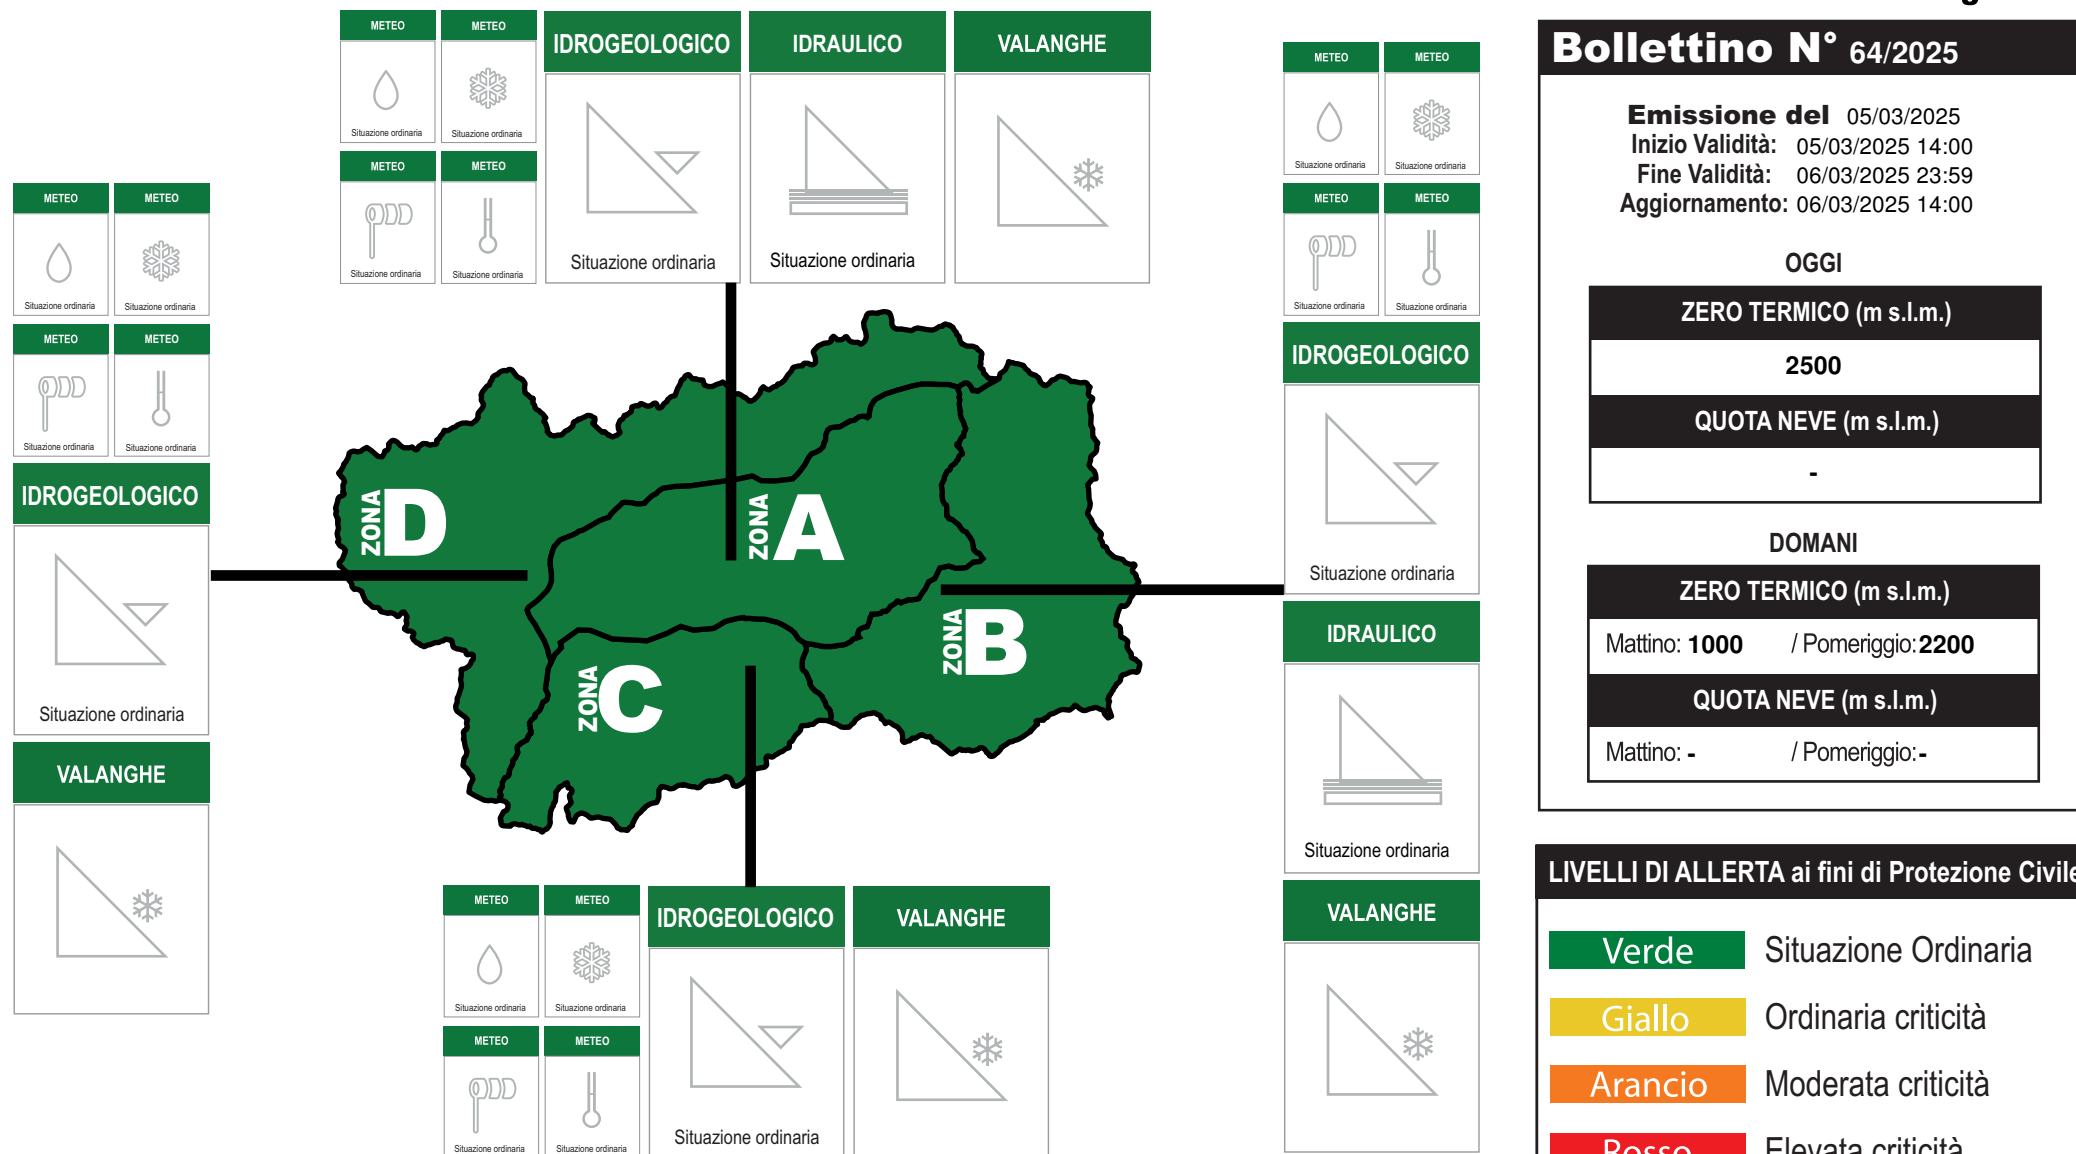 METEO
METEO
Situazione ordinaria
Situazione ordinaria
METEO
METEO
Situazione ordinaria
Situazione ordinaria
IDROGEOLOGICO
Situazione ordinaria
IDRAULICO
Situazione ordinaria
VALANGHE
METEO
METEO
Situazione ordinaria
Situazione ordinaria
METEO
METEO
Situazione ordinaria
Situazione ordinaria
IDROGEOLOGICO
Situazione ordinaria
VALANGHE
ZONA D
ZONA A
ZONA B
ZONA C
METEO
METEO
Situazione ordinaria
Situazione ordinaria
METEO
METEO
Situazione ordinaria
Situazione ordinaria
IDROGEOLOGICO
Situazione ordinaria
VALANGHE
METEO
METEO
Situazione ordinaria
Situazione ordinaria
METEO
METEO
Situazione ordinaria
Situazione ordinaria
IDROGEOLOGICO
Situazione ordinaria
IDRAULICO
Situazione ordinaria
VALANGHE
Bollettino N° 64/2025
Emissione del 05/03/2025
Inizio Validità: 05/03/2025 14:00
Fine Validità: 06/03/2025 23:59
Aggiornamento: 06/03/2025 14:00
OGGI
ZERO TERMICO (m s.l.m.)
2500
QUOTA NEVE (m s.l.m.)
-
DOMANI
ZERO TERMICO (m s.l.m.)
Mattino: 1000 / Pomeriggio: 2200
QUOTA NEVE (m s.l.m.)
Mattino: - / Pomeriggio: -
LIVELLI DI ALLERTA ai fini di Protezione Civile
Verde Situazione Ordinaria
Giallo Ordinaria criticità
Arancio Moderata criticità
Rosso Elevata criticità